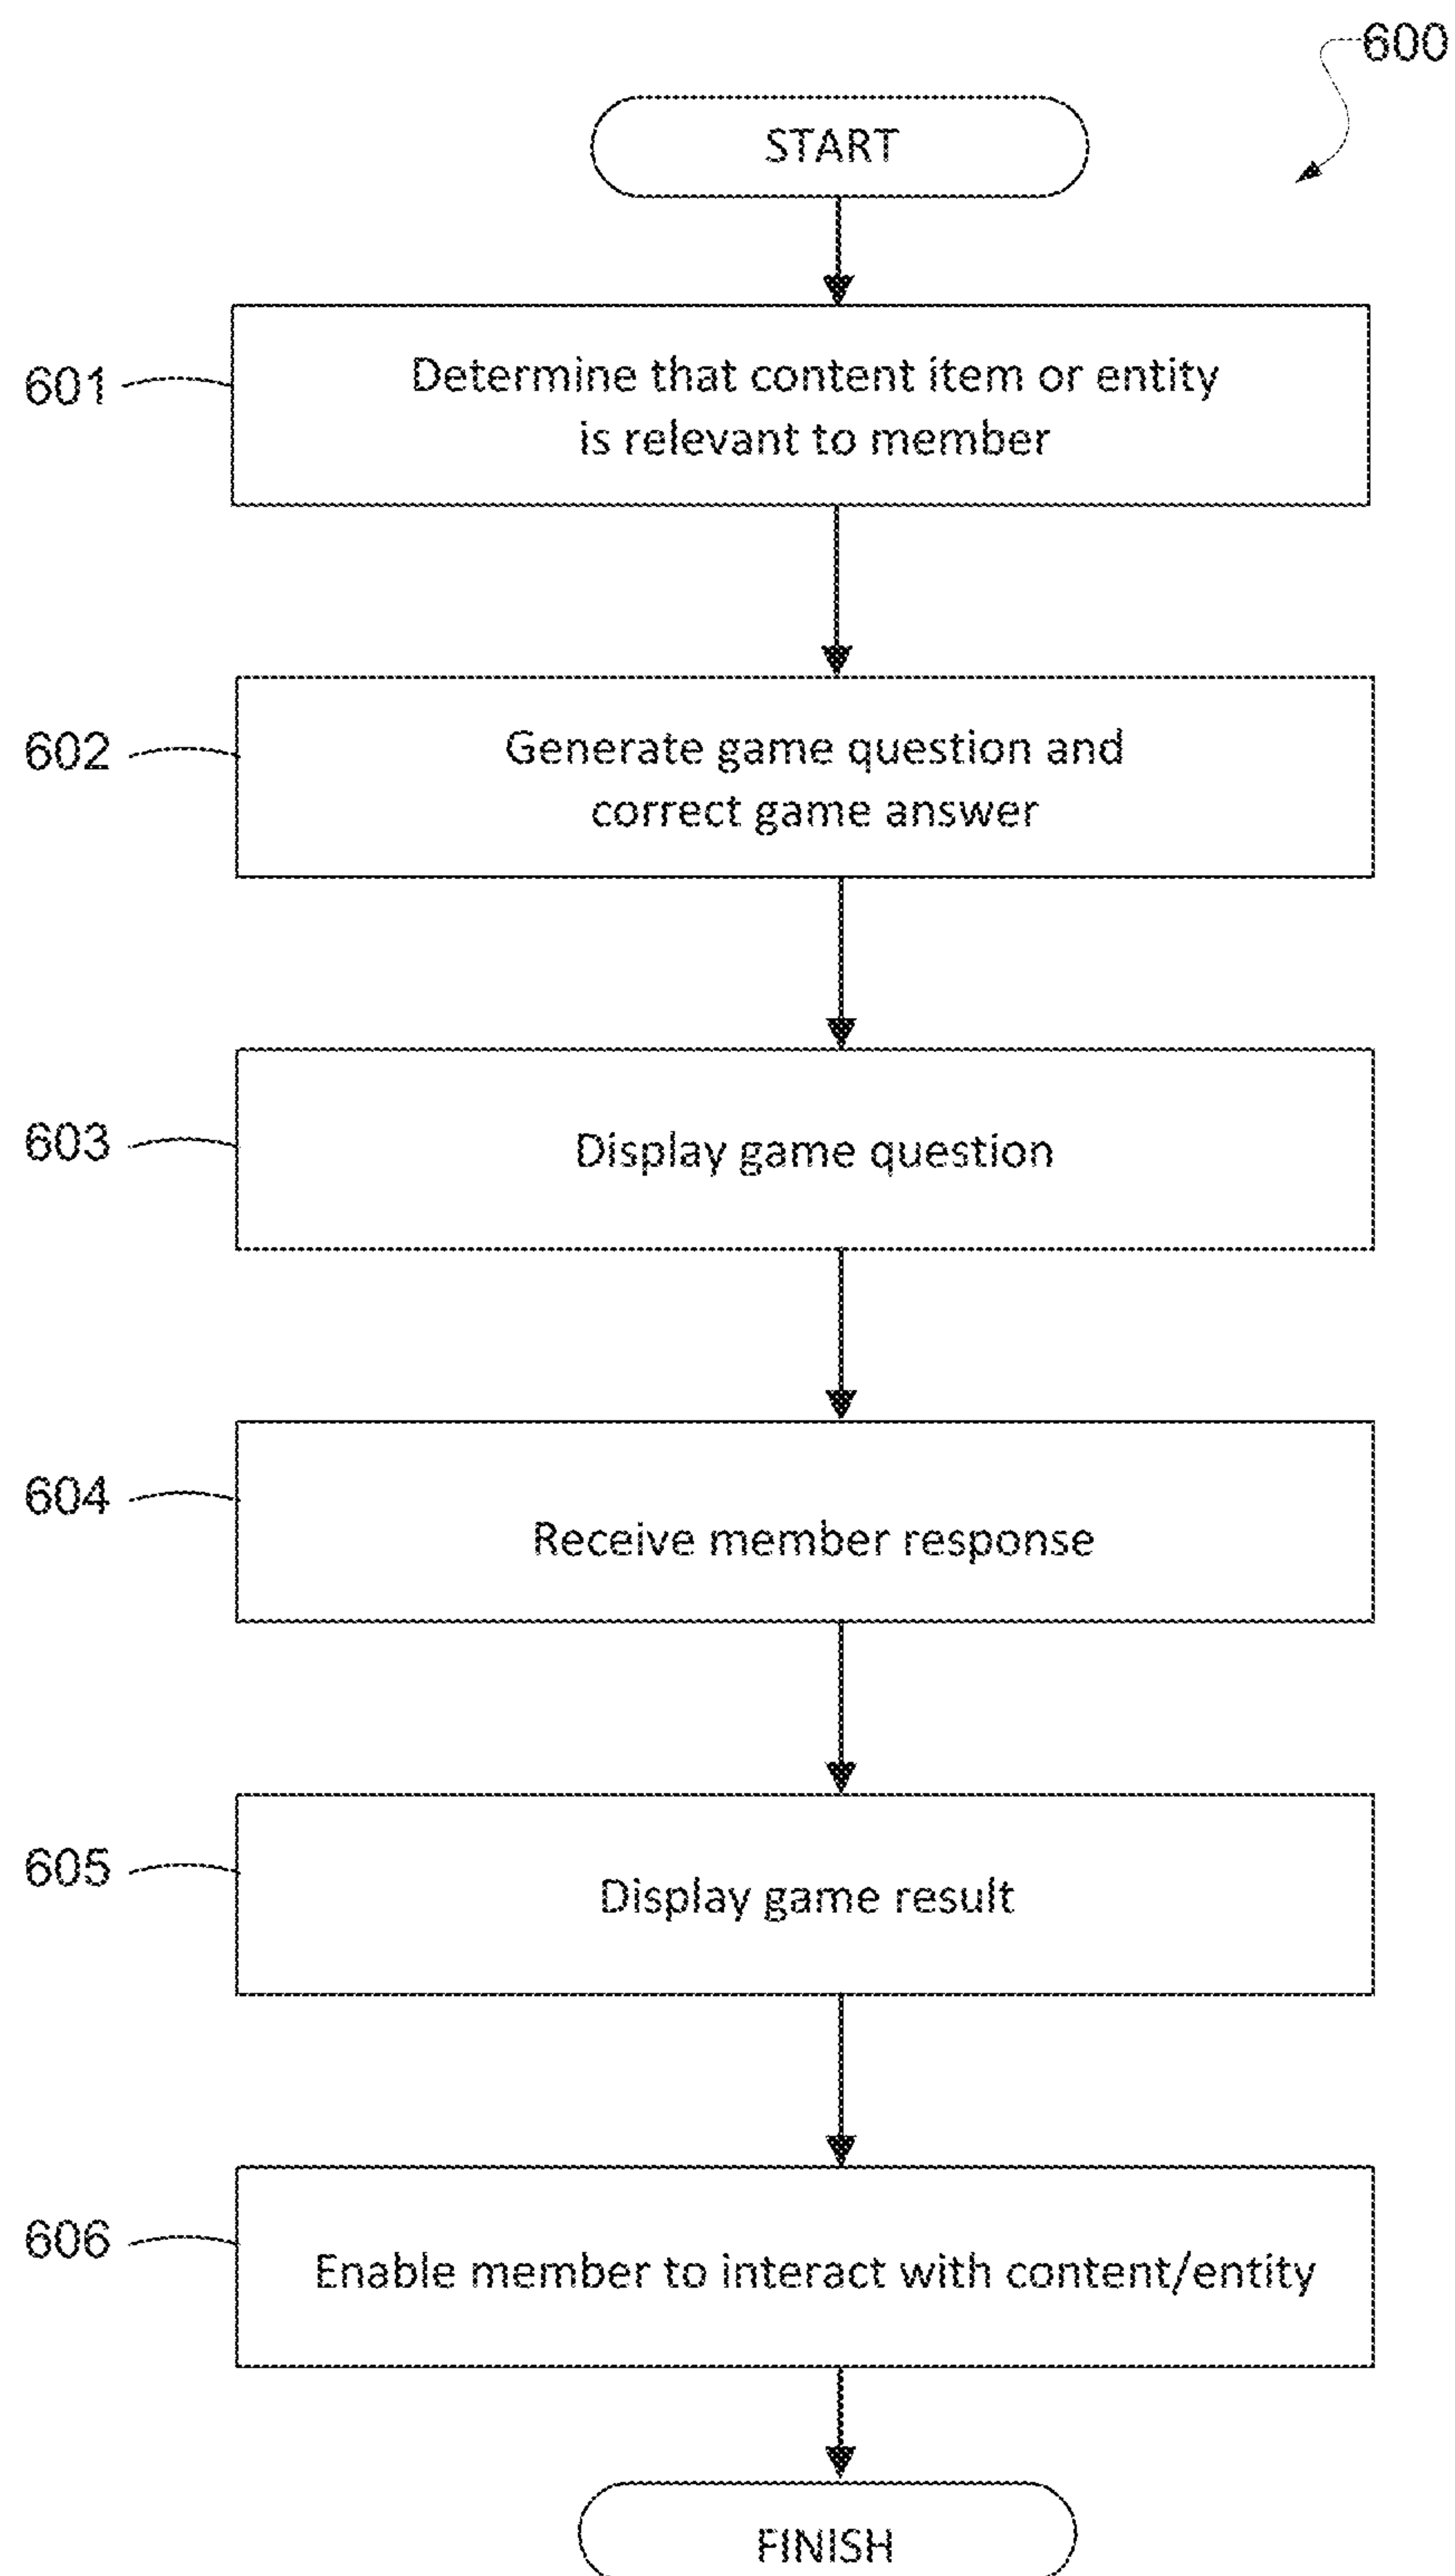 600
START
601
Determine that content item or entity
is relevant to member
602
Generate game question and
correct game answer
603
Display game question
604
Receive member response
605
Display game result
606
Enable member to interact with content/entity
FINISH